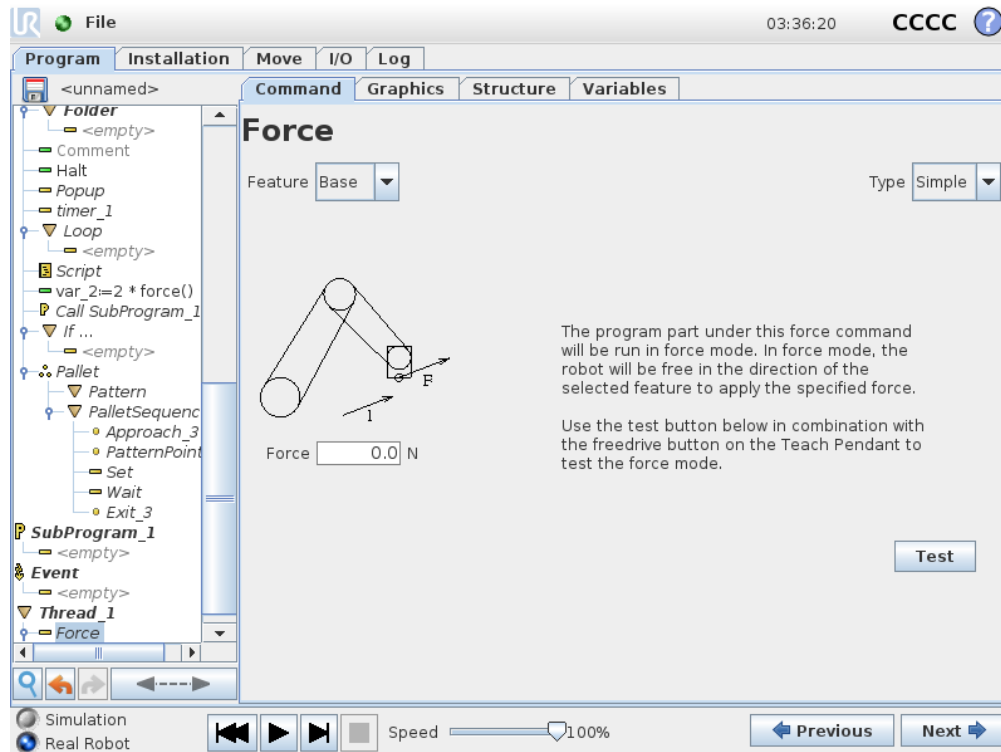 UR File 03:36:20 CCCC ?
Program Installation Move I/O Log
<unnamed> Command Graphics Structure Variables
Folder
<empty>
Comment
Halt
Popup
timer_1
Loop
<empty>
Script
var_2:=2 * force()
Call SubProgram_1
If ...
<empty>
Pallet
Pattern
PalletSequenc
Approach_3
PatternPoint
Set
Wait
Exit_3
P SubProgram_1
<empty>
Event
<empty>
Thread_1
Force
Force
Feature Base Type Simple
F
1
Force 0.0 N
The program part under this force command
will be run in force mode. In force mode, the
robot will be free in the direction of the
selected feature to apply the specified force.
Use the test button below in combination with
the freedrive button on the Teach Pendant to
test the force mode.
Test
Simulation
Real Robot
Speed 100%
Previous Next